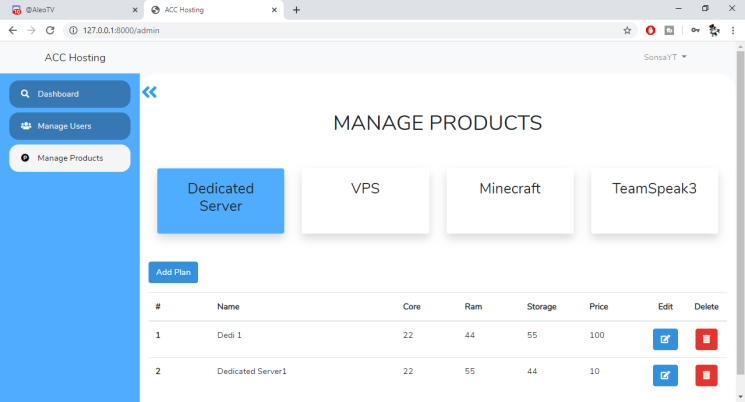 @AleoTV
ACC Hosting
127.0.0.1:8000/admin
ACC Hosting
SonsaYT
Dashboard
Manage Users
Manage Products
MANAGE PRODUCTS
Dedicated
Server
VPS
Minecraft
TeamSpeak3
Add Plan
# Name Core Ram Storage Price Edit Delete
1 Dedi 1 22 44 55 100
2 Dedicated Server1 22 55 44 10